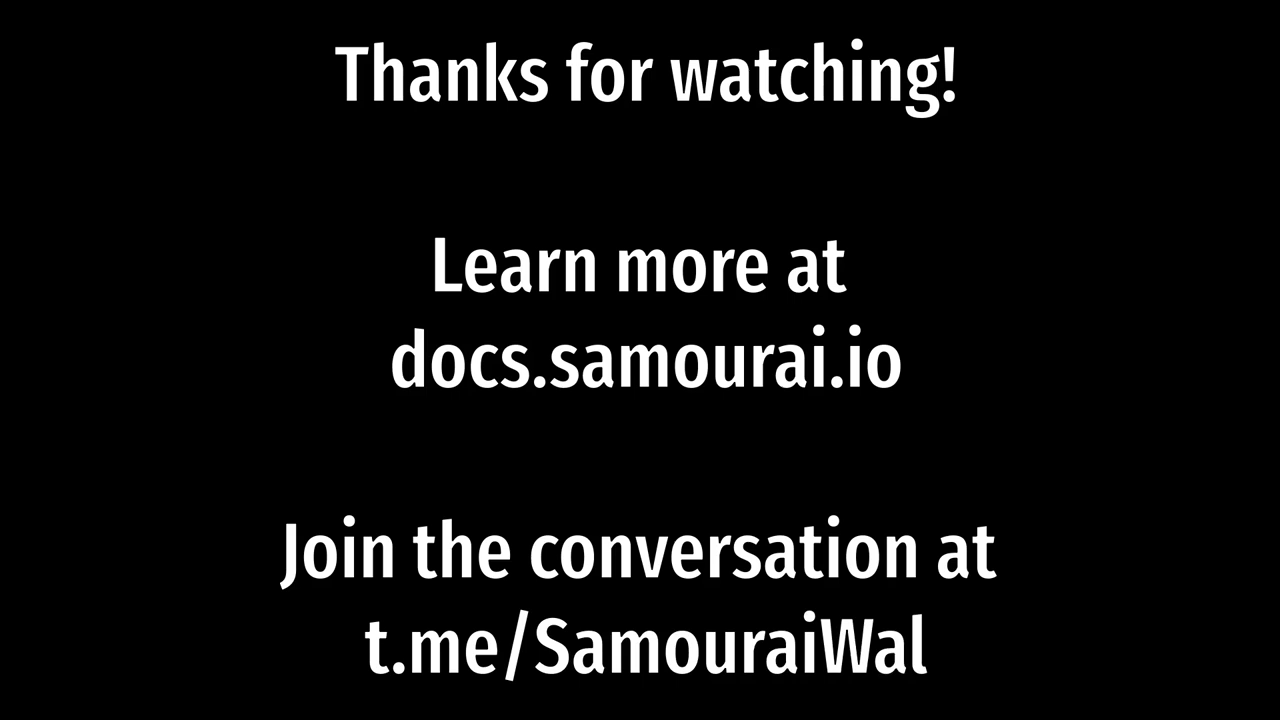 Thanks for watching!
Learn more at
docs.samourai.io
Join the conversation at
t.me/SamouraiWal